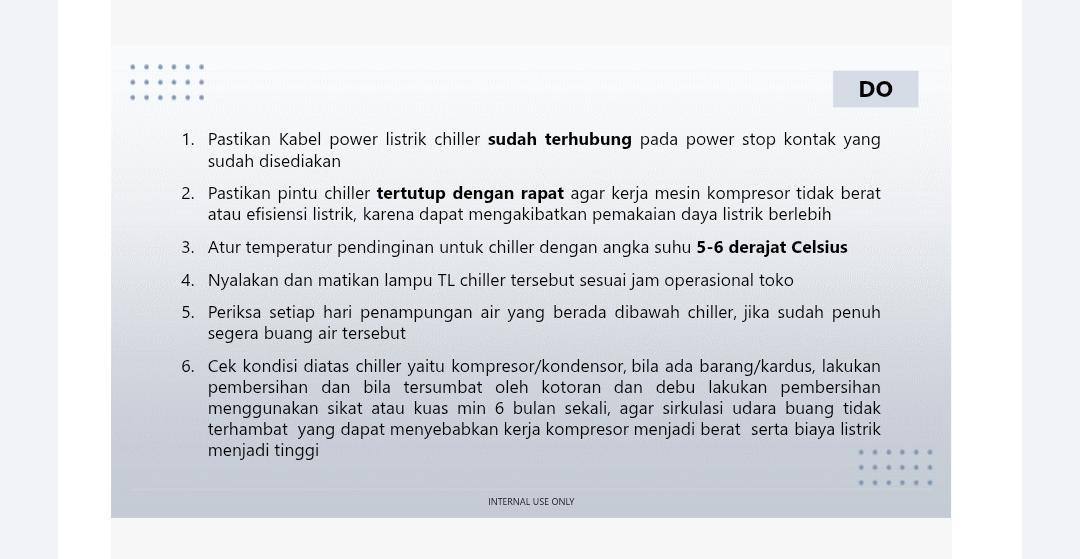 DO
1. Pastikan Kabel power listrik chiller sudah terhubung pada power stop kontak yang
sudah disediakan
2. Pastikan pintu chiller tertutup dengan rapat agar kerja mesin kompresor tidak berat
atau efisiensi listrik, karena dapat mengakibatkan pemakaian daya listrik berlebih
3. Atur temperatur pendinginan untuk chiller dengan angka suhu 5-6 derajat Celsius
4. Nyalakan dan matikan lampu TL chiller tersebut sesuai jam operasional toko
5. Periksa setiap hari penampungan air yang berada dibawah chiller, jika sudah penuh
segera buang air tersebut
6. Cek kondisi diatas chiller yaitu kompresor/kondensor, bila ada barang/kardus, lakukan
pembersihan dan bila tersumbat oleh kotoran dan debu lakukan pembersihan
menggunakan sikat atau kuas min 6 bulan sekali, agar sirkulasi udara buang tidak
terhambat yang dapat menyebabkan kerja kompresor menjadi berat serta biaya listrik
menjadi tinggi
INTERNAL USE ONLY